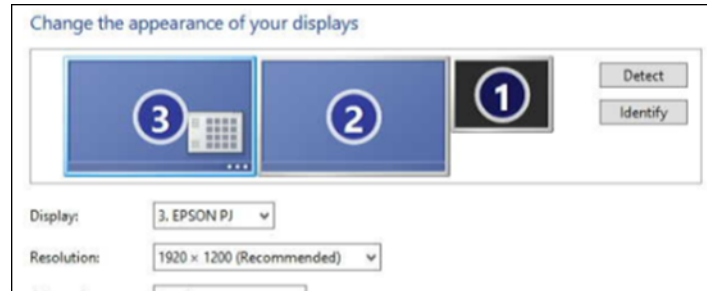 Change the appearance of your displays
3
2
1
Detect
Identify
Display:
3. EPSON PJ
Resolution:
1920 × 1200 (Recommended)